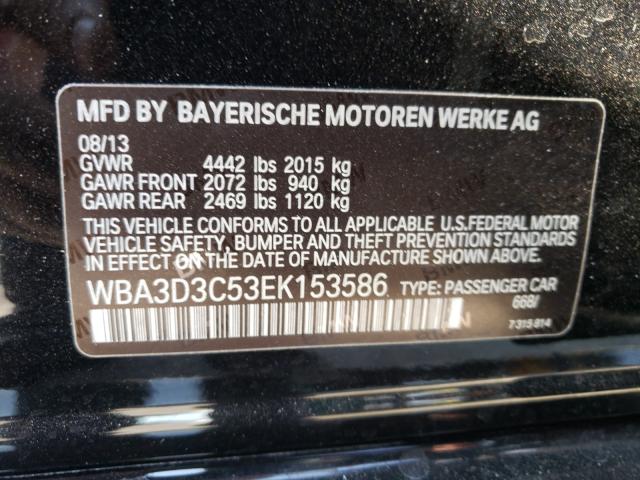 MFD BY BAYERISCHE MOTOREN WERKE AG
08/13
GVWR 4442 lbs 2015 kg
GAWR FRONT 2072 lbs 940 kg
GAWR REAR 2469 lbs 1120 kg
THIS VEHICLE CONFORMS TO ALL APPLICABLE U.S.FEDERAL MOTOR
VEHICLE SAFETY, BUMPER AND THEFT PREVENTION STANDARDS
IN EFFECT ON THE DATE OF MANUFACTURE SHOWN ABOVE.
WBA3D3C53EK153586 TYPE: PASSENGER CAR
668/
7 315 814